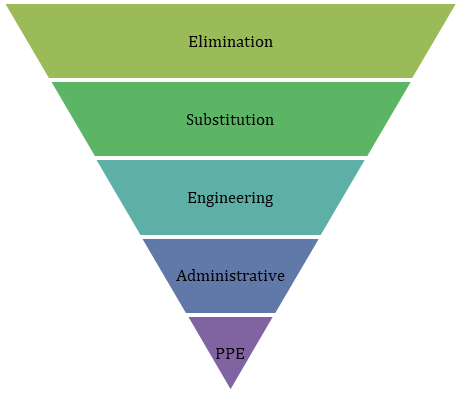 Elimination
Substitution
Engineering
Administrative
PPE